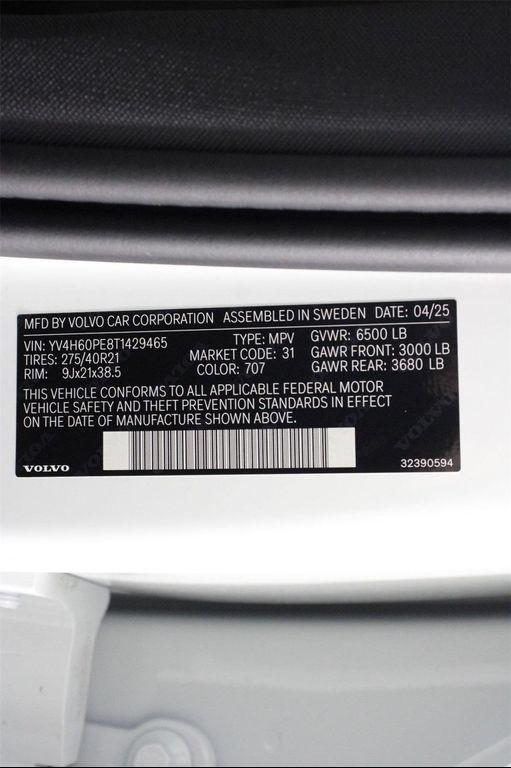 MFD BY VOLVO CAR CORPORATION ASSEMBLED IN SWEDEN DATE: 04/25
VIN: YV4H60PE8T1429465 TYPE: MPV GVWR: 6500 LB
TIRES: 275/40R21 MARKET CODE: 31 GAWR FRONT: 3000 LB
RIM: 9Jx21x38.5 COLOR: 707 GAWR REAR: 3680 LB
THIS VEHICLE CONFORMS TO ALL APPLICABLE FEDERAL MOTOR
VEHICLE SAFETY AND THEFT PREVENTION STANDARDS IN EFFECT
ON THE DATE OF MANUFACTURE SHOWN ABOVE.
VOLVO 32390594